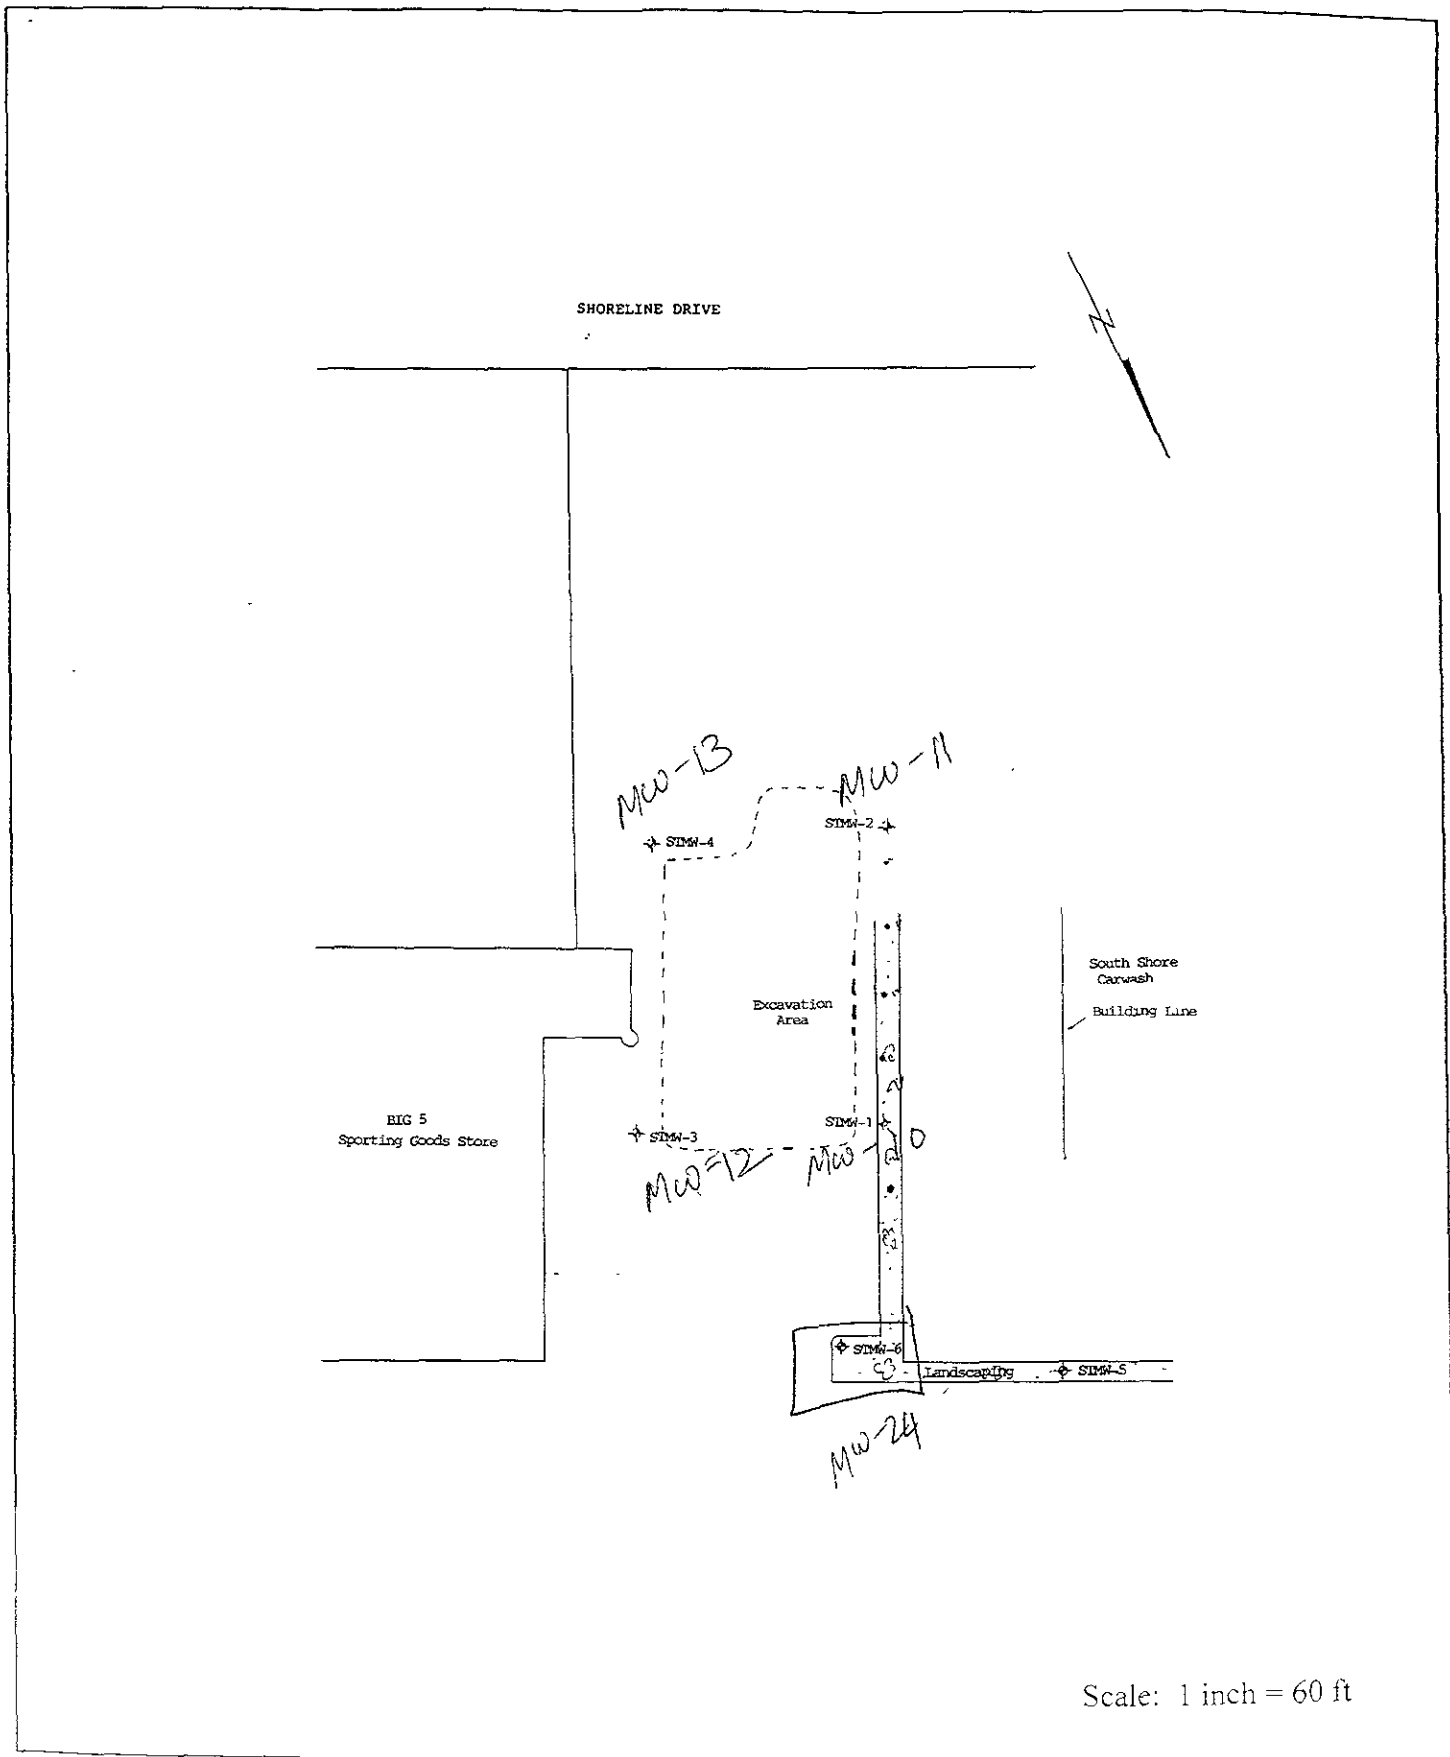 SHORELINE DRIVE
N
MW-13
MW-11
STMW-2
STMW-4
South Shore
Carwash
Building Line
Excavation
Area
BIG 5
Sporting Goods Store
STMW-1
STMW-3
MW-12
MW-10
STMW-6
Landscaping
STMW-5
MW-24
Scale: 1 inch = 60 ft